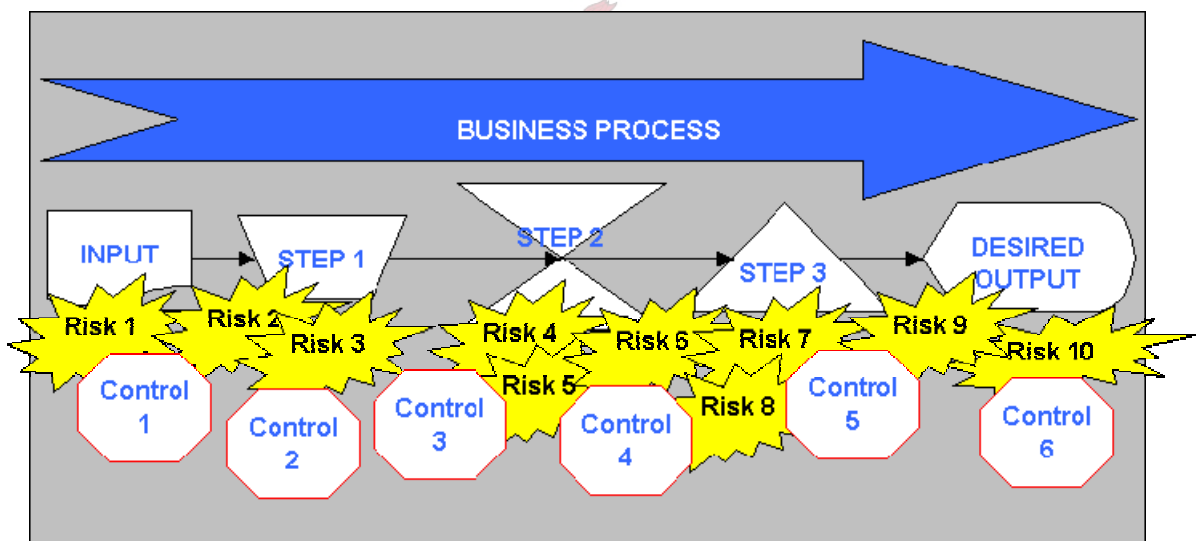 BUSINESS PROCESS
INPUT
STEP 1
STEP 2
STEP 3
DESIRED
OUTPUT
Risk 1
Risk 2
Risk 3
Risk 4
Risk 5
Risk 6
Risk 7
Risk 8
Risk 9
Risk 10
Control
1
Control
2
Control
3
Control
4
Control
5
Control
6